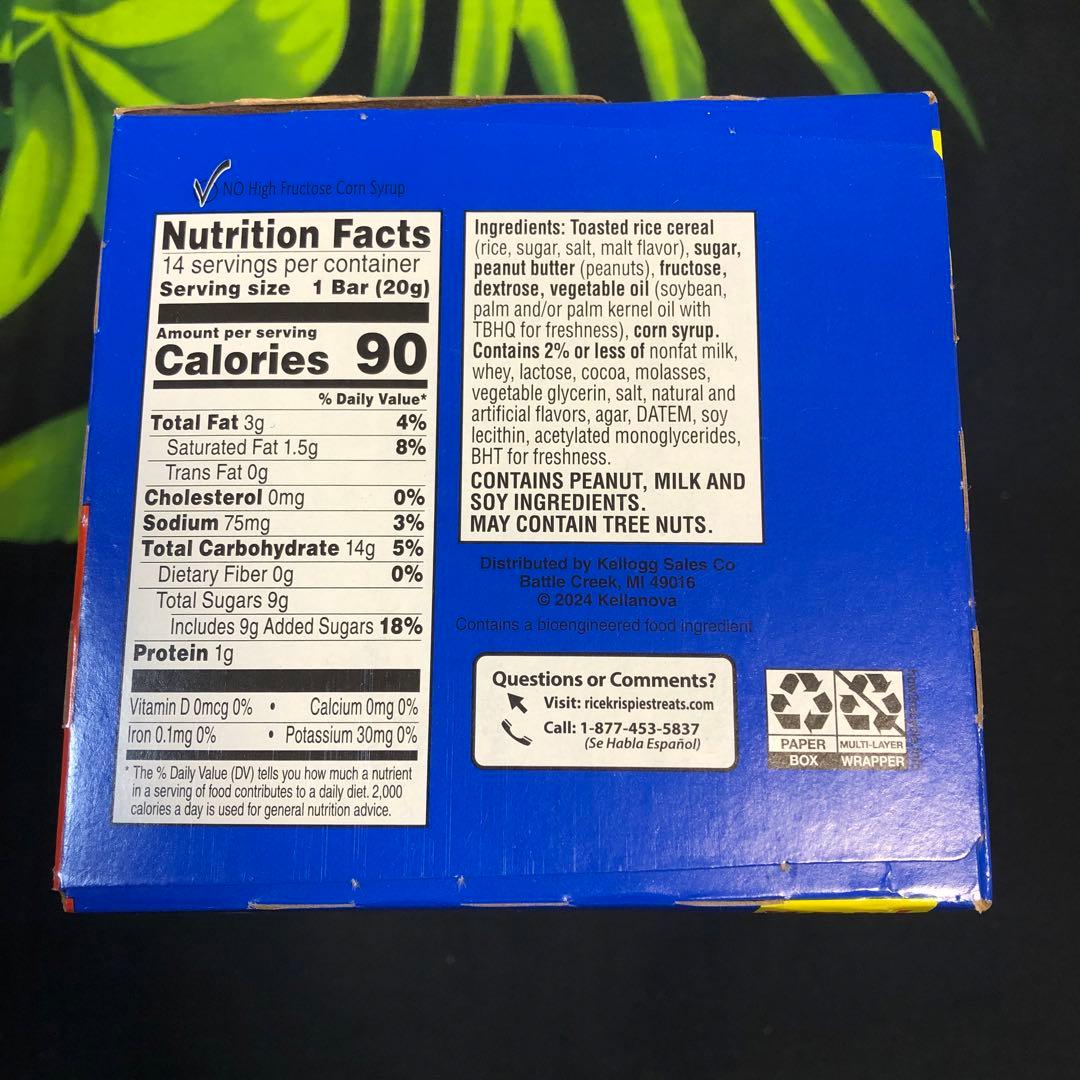 NO High Fructose Corn Syrup
Nutrition Facts
14 servings per container
Serving size 1 Bar (20g)
Amount per serving
Calories 90
% Daily Value*
Total Fat 3g 4%
Saturated Fat 1.5g 8%
Trans Fat 0g
Cholesterol 0mg 0%
Sodium 75mg 3%
Total Carbohydrate 14g 5%
Dietary Fiber 0g 0%
Total Sugars 9g
Includes 9g Added Sugars 18%
Protein 1g
Vitamin D 0mcg 0% • Calcium 0mg 0%
Iron 0.1mg 0% • Potassium 30mg 0%
* The % Daily Value (DV) tells you how much a nutrient
in a serving of food contributes to a daily diet. 2,000
calories a day is used for general nutrition advice.
Ingredients: Toasted rice cereal
(rice, sugar, salt, malt flavor), sugar,
peanut butter (peanuts), fructose,
dextrose, vegetable oil (soybean,
palm and/or palm kernel oil with
TBHQ for freshness), corn syrup.
Contains 2% or less of nonfat milk,
whey, lactose, cocoa, molasses,
vegetable glycerin, salt, natural and
artificial flavors, agar, DATEM, soy
lecithin, acetylated monoglycerides,
BHT for freshness.
CONTAINS PEANUT, MILK AND
SOY INGREDIENTS.
MAY CONTAIN TREE NUTS.
Distributed by Kellogg Sales Co
Battle Creek, MI 49016
© 2024 Kellanova
Contains a bioengineered food ingredient
Questions or Comments?
Visit: ricekrispiestreats.com
Call: 1-877-453-5837
(Se Habla Español)
PAPER
BOX
MULTI-LAYER
WRAPPER